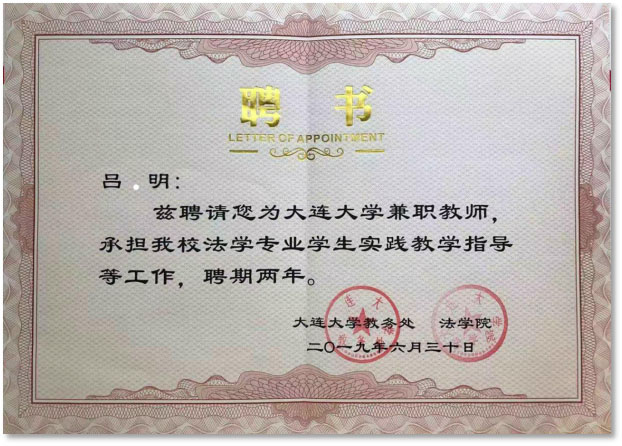 聘书
LETTER OF APPOINTMENT
吕 明：
兹聘请您为大连大学兼职教师，
承担我校法学专业学生实践教学指导
等工作，聘期两年。
大连大学教务处 法学院
二〇一九年六月三十日